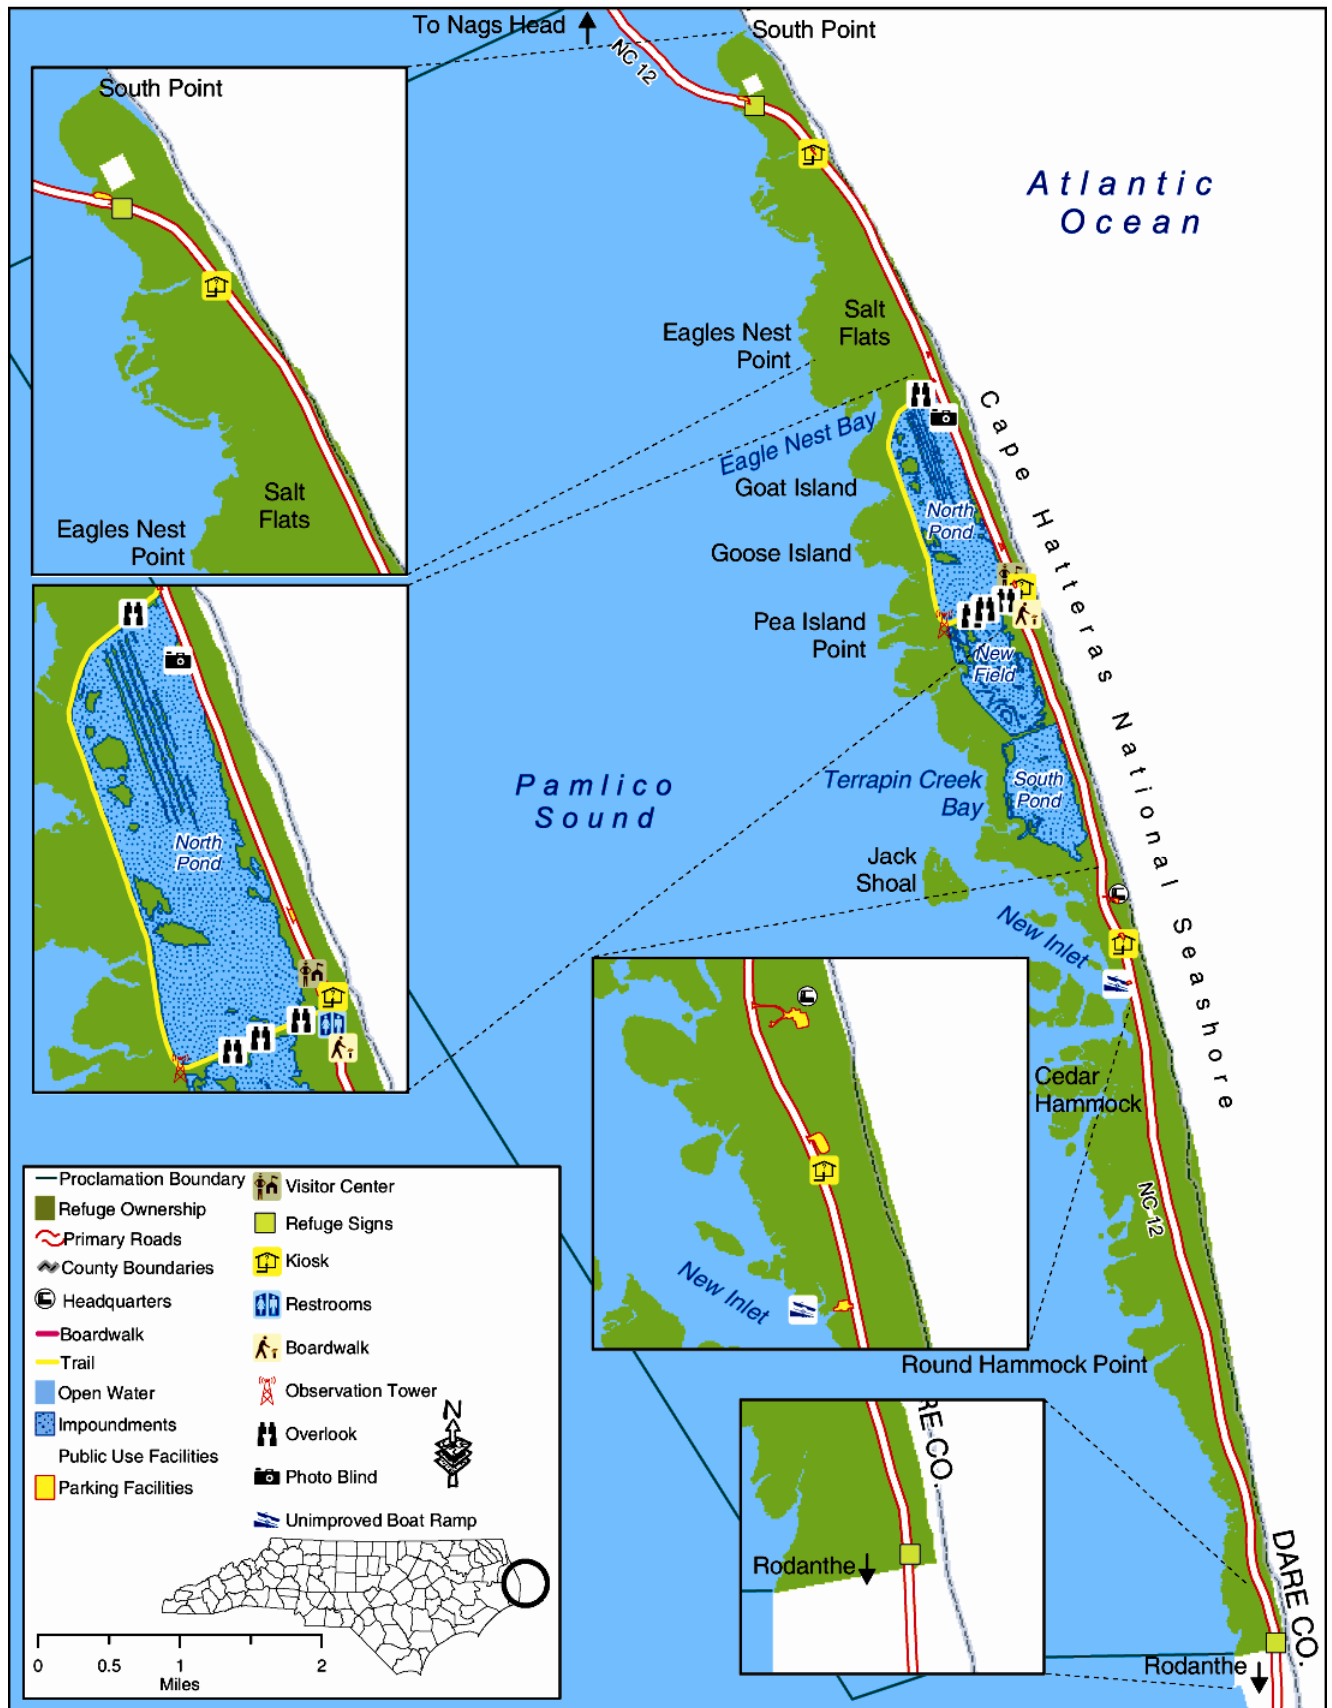 To Nags Head
South Point
NC 12
South Point
Atlantic
Ocean
Salt
Flats
Eagles Nest
Point
Salt
Flats
Eagles Nest
Point
Eagle Nest Bay
Goat Island
North
Pond
Goose Island
Pea Island
Point
New
Field
Cape Hatteras National Seashore
Pamlico
Sound
Terrapin Creek
Bay
South
Pond
North
Pond
Jack
Shoal
New Inlet
Cedar
Hammock
NC 12
New Inlet
Round Hammock Point
Proclamation Boundary
Refuge Ownership
Primary Roads
County Boundaries
Headquarters
Boardwalk
Trail
Open Water
Impoundments
Public Use Facilities
Parking Facilities
Visitor Center
Refuge Signs
Kiosk
Restrooms
Boardwalk
Observation Tower
Overlook
Photo Blind
Unimproved Boat Ramp
N
0 0.5 1 2
Miles
RE CO.
Rodanthe
DARE CO.
Rodanthe